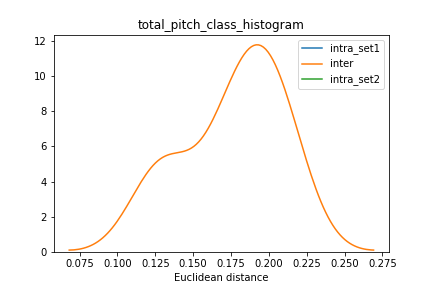 total_pitch_class_histogram
12
10
8
6
4
2
0
intra_set1
inter
intra_set2
0.075 0.100 0.125 0.150 0.175 0.200 0.225 0.250 0.275
Euclidean distance